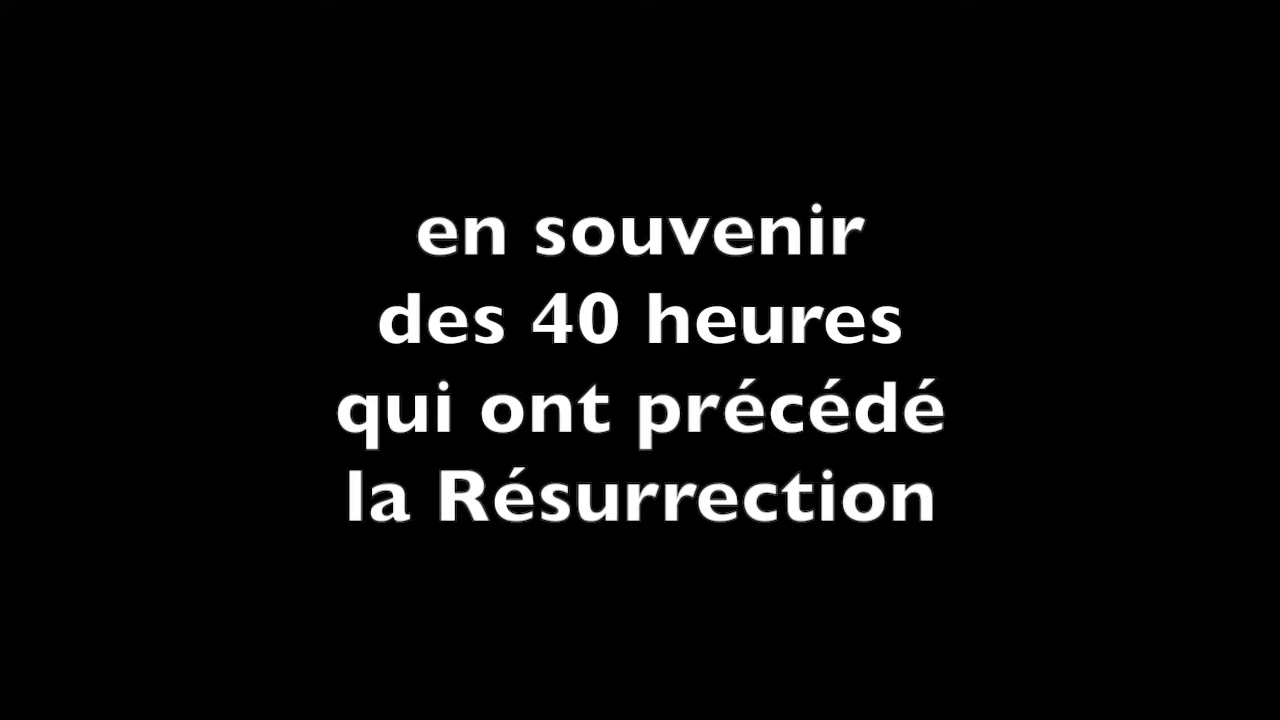 en souvenir
des 40 heures
qui ont précédé
la Résurrection